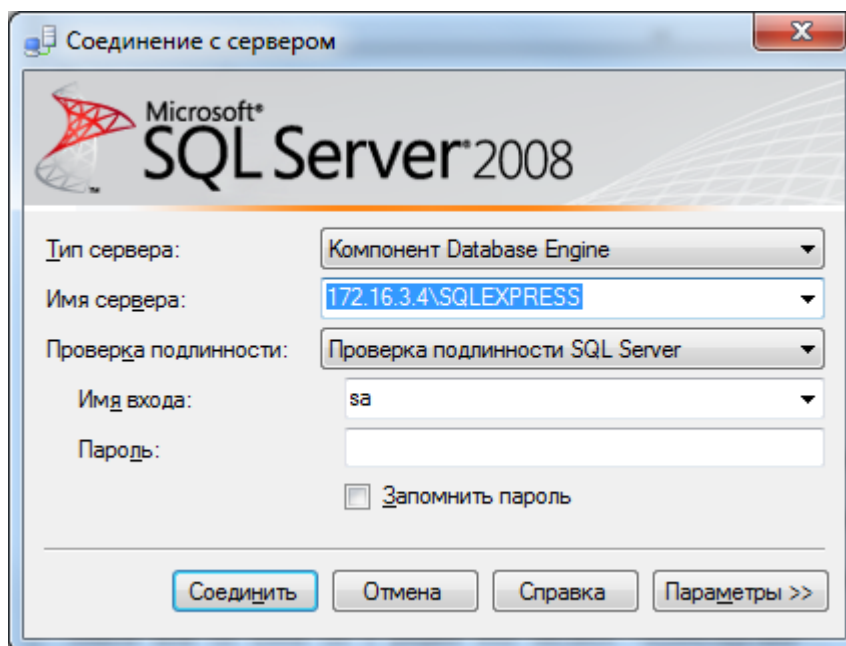 Соединение с сервером
Microsoft®
SQL Server® 2008
Тип сервера: Компонент Database Engine
Имя сервера: 172.16.3.4\SQLEXPRESS
Проверка подлинности: Проверка подлинности SQL Server
Имя входа: sa
Пароль:
Запомнить пароль
Соединить Отмена Справка Параметры >>